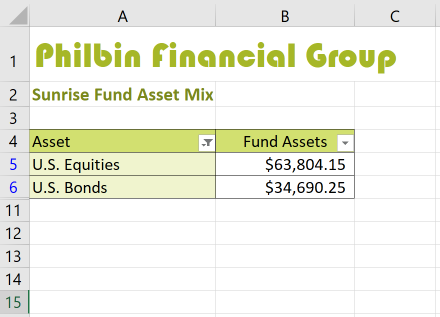 A B C
1 Philbin Financial Group
2 Sunrise Fund Asset Mix
3
4 Asset Fund Assets
5 U.S. Equities $63,804.15
6 U.S. Bonds $34,690.25
11
12
13
14
15